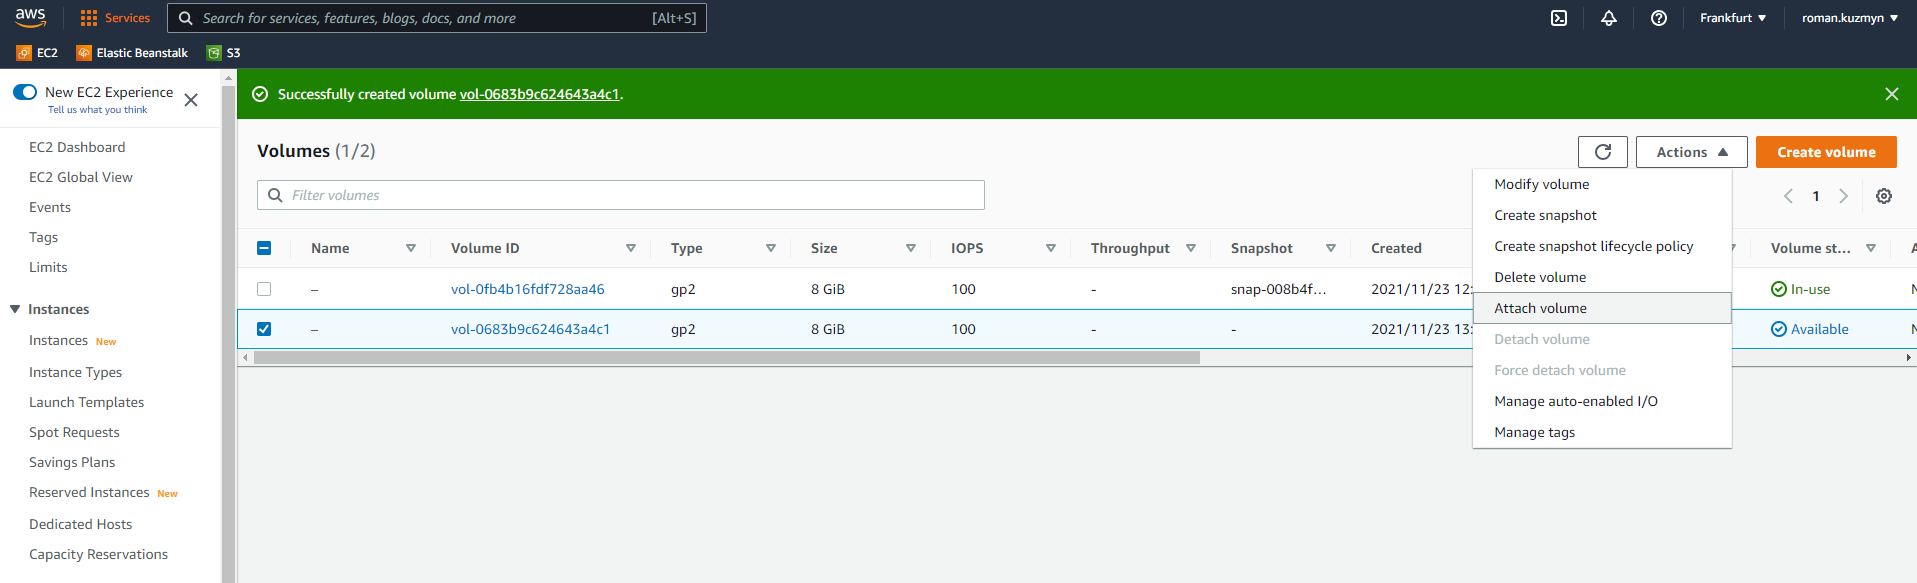 aws Services Search for services, features, blogs, docs, and more [Alt+S] Frankfurt ▼ roman.kuzmyn ▼
EC2 Elastic Beanstalk S3
New EC2 Experience
Tell us what you think
EC2 Dashboard
EC2 Global View
Events
Tags
Limits
Instances
Instances New
Instance Types
Launch Templates
Spot Requests
Savings Plans
Reserved Instances New
Dedicated Hosts
Capacity Reservations
Successfully created volume vol-0683b9c624643a4c1.
Volumes (1/2)
Actions Create volume
Filter volumes
1
Name Volume ID Type Size IOPS Throughput Snapshot Created Volume st...
– vol-0fb4b16fdf728aa46 gp2 8 GiB 100 - snap-008b4f... 2021/11/23 12: In-use
– vol-0683b9c624643a4c1 gp2 8 GiB 100 - - 2021/11/23 13: Available
Modify volume
Create snapshot
Create snapshot lifecycle policy
Delete volume
Attach volume
Detach volume
Force detach volume
Manage auto-enabled I/O
Manage tags